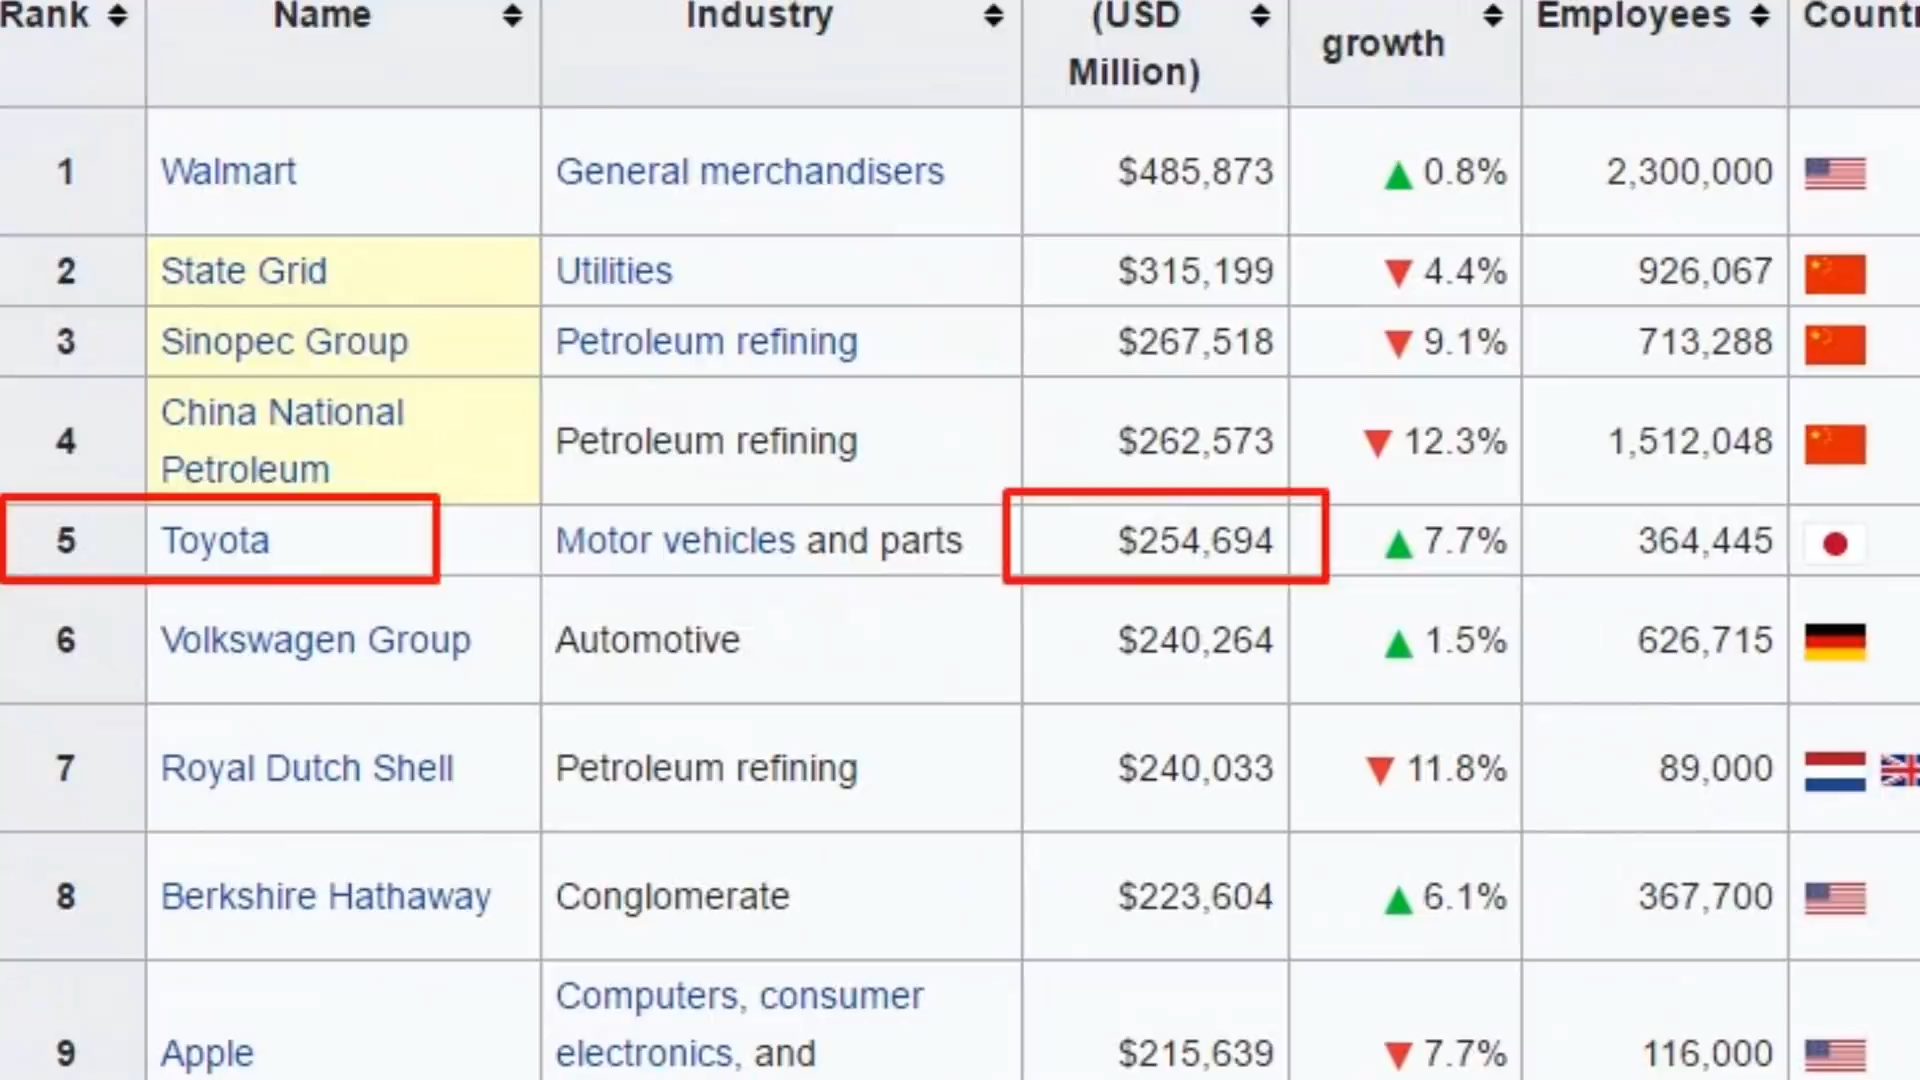 Rank Name Industry (USD Million) growth Employees Countr
1 Walmart General merchandisers $485,873 0.8% 2,300,000
2 State Grid Utilities $315,199 4.4% 926,067
3 Sinopec Group Petroleum refining $267,518 9.1% 713,288
4 China National Petroleum Petroleum refining $262,573 12.3% 1,512,048
5 Toyota Motor vehicles and parts $254,694 7.7% 364,445
6 Volkswagen Group Automotive $240,264 1.5% 626,715
7 Royal Dutch Shell Petroleum refining $240,033 11.8% 89,000
8 Berkshire Hathaway Conglomerate $223,604 6.1% 367,700
9 Apple Computers, consumer electronics, and $215,639 7.7% 116,000